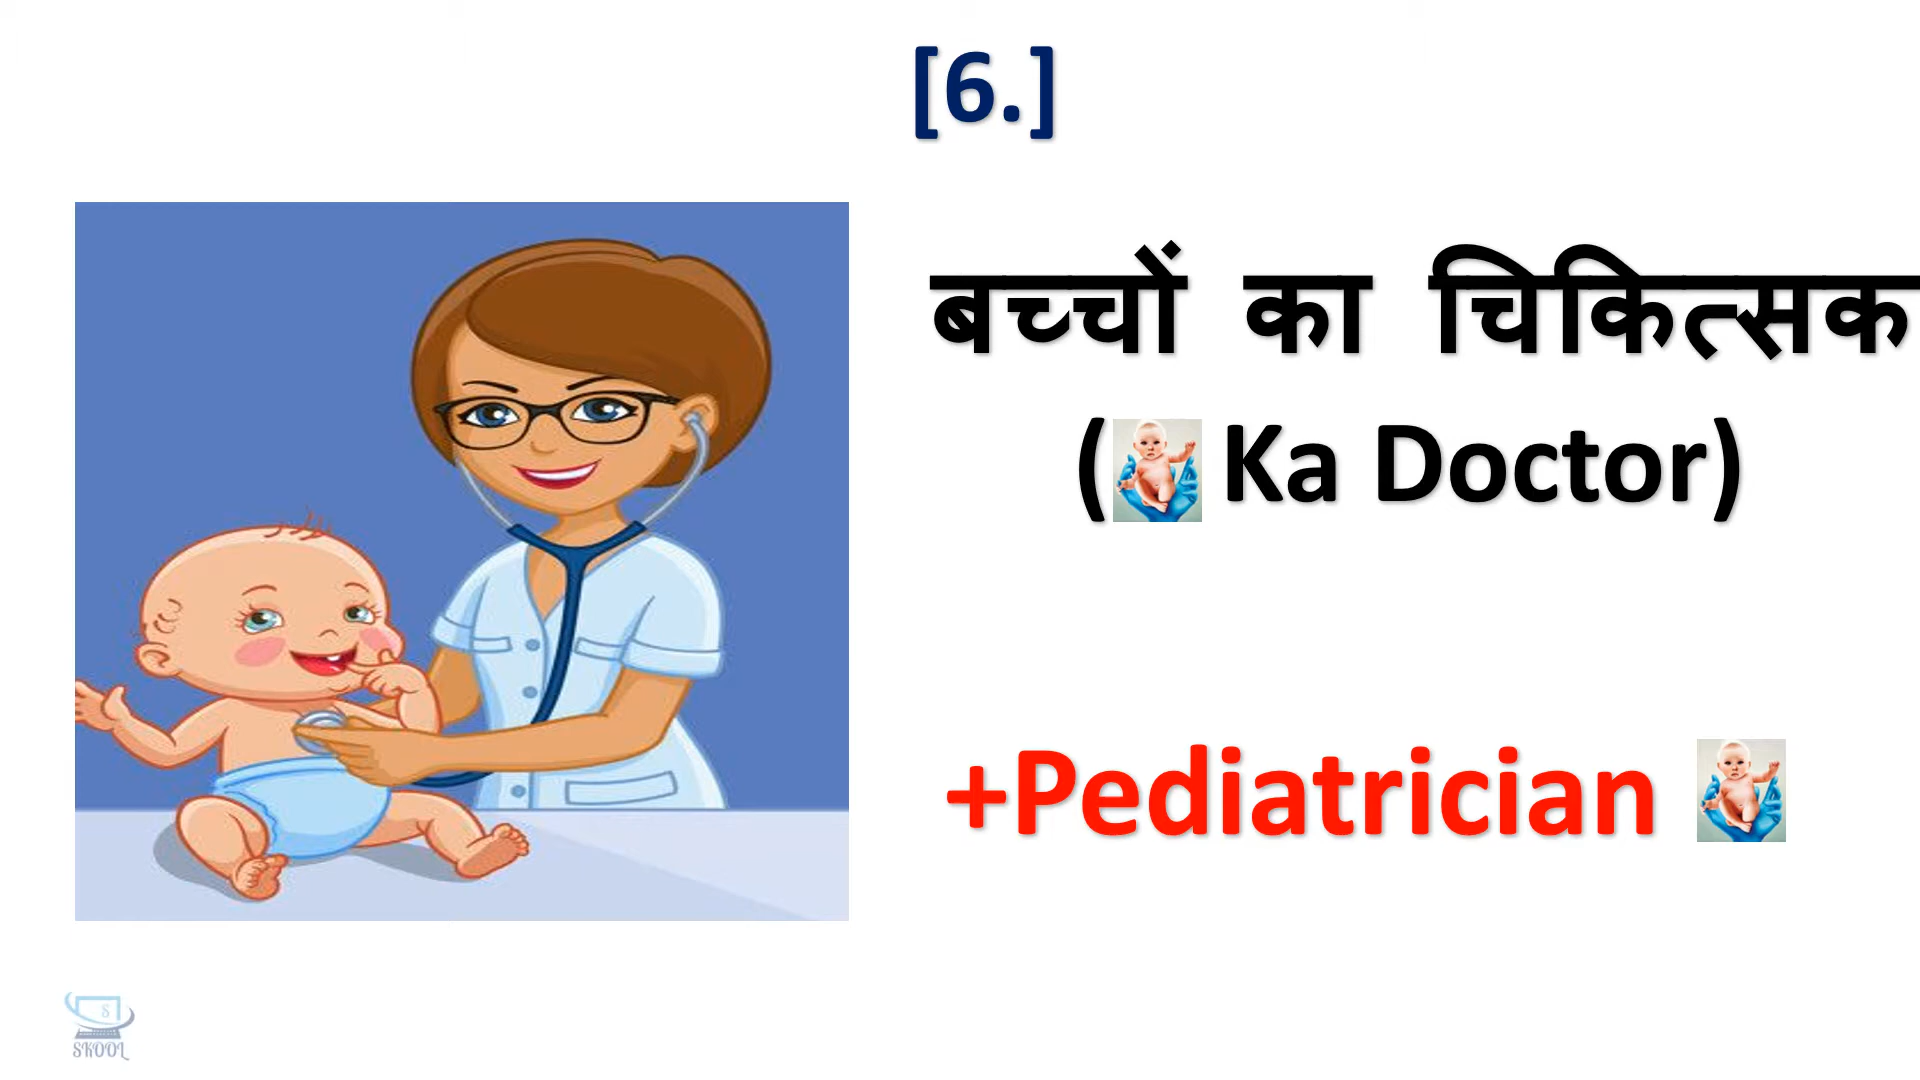 [6.]
बच्चों का चिकित्सक
( Ka Doctor)
+Pediatrician
S
SKOOL